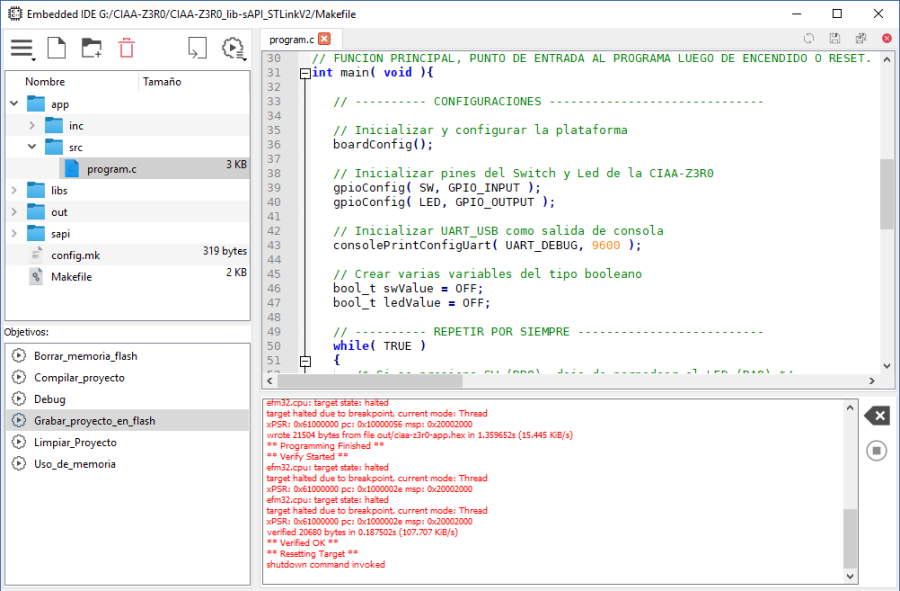 Embedded IDE G:/CIAA-Z3R0/CIAA-Z3R0_lib-sAPI_STLinkV2/Makefile
Nombre Tamaño
app
inc
src
program.c 3 KB
libs
out
sapi
config.mk 319 bytes
Makefile 2 KB
Objetivos:
Borrar_memoria_flash
Compilar_proyecto
Debug
Grabar_proyecto_en_flash
Limpiar_Proyecto
Uso_de_memoria
program.c
30 // FUNCION PRINCIPAL, PUNTO DE ENTRADA AL PROGRAMA LUEGO DE ENCENDIDO O RESET.
31 int main( void ){
32
33 // ---------- CONFIGURACIONES ------------------------------
34
35 // Inicializar y configurar la plataforma
36 boardConfig();
37
38 // Inicializar pines del Switch y Led de la CIAA-Z3R0
39 gpioConfig( SW, GPIO_INPUT );
40 gpioConfig( LED, GPIO_OUTPUT );
41
42 // Inicializar UART_USB como salida de consola
43 consolePrintConfigUart( UART_DEBUG, 9600 );
44
45 // Crear varias variables del tipo booleano
46 bool_t swValue = OFF;
47 bool_t ledValue = OFF;
48
49 // ---------- REPETIR POR SIEMPRE --------------------------
50 while( TRUE )
51 {
efm32.cpu: target state: halted
target halted due to breakpoint, current mode: Thread
xPSR: 0x61000000 pc: 0x10000056 msp: 0x20002000
wrote 21504 bytes from file out/ciaa-z3r0-app.hex in 1.359652s (15.445 KiB/s)
** Programming Finished **
** Verify Started **
efm32.cpu: target state: halted
target halted due to breakpoint, current mode: Thread
xPSR: 0x61000000 pc: 0x1000002e msp: 0x20002000
efm32.cpu: target state: halted
target halted due to breakpoint, current mode: Thread
xPSR: 0x61000000 pc: 0x1000002e msp: 0x20002000
verified 20680 bytes in 0.187502s (107.707 KiB/s)
** Verified OK **
** Resetting Target **
shutdown command invoked